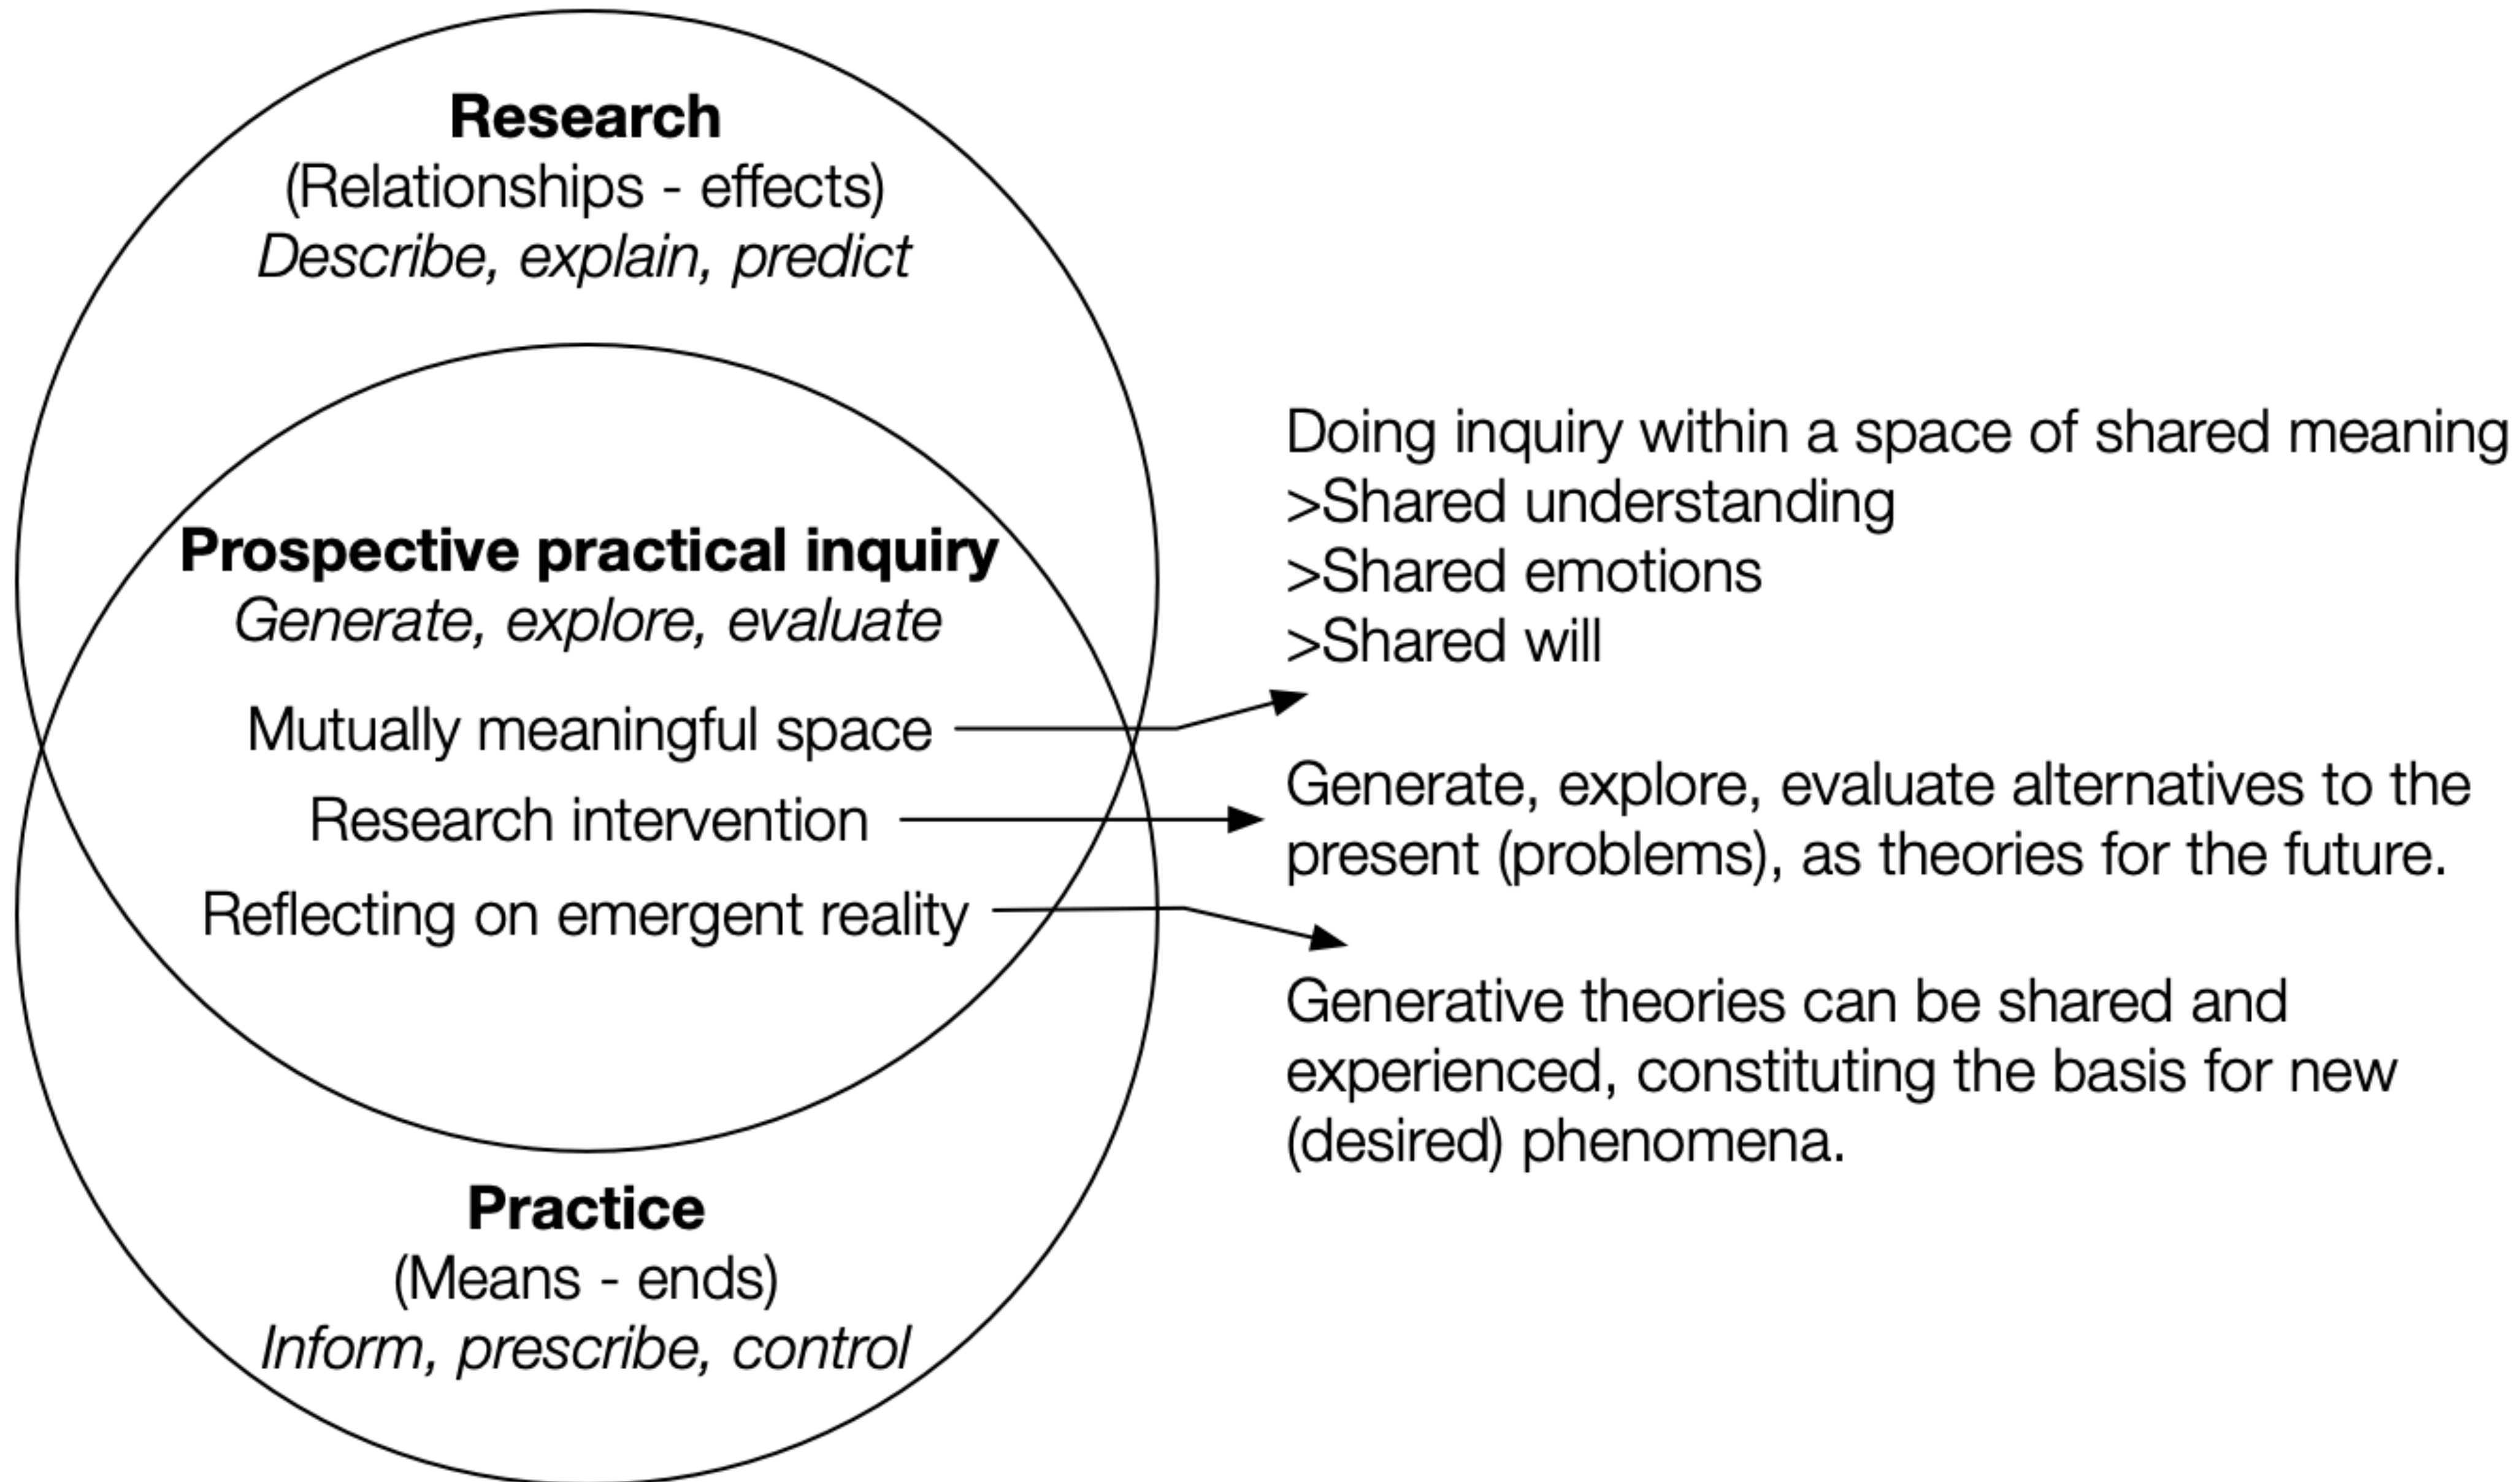 Research
(Relationships - effects)
Describe, explain, predict
Prospective practical inquiry
Generate, explore, evaluate
Mutually meaningful space
Research intervention
Reflecting on emergent reality
Practice
(Means - ends)
Inform, prescribe, control
Doing inquiry within a space of shared meaning
>Shared understanding
>Shared emotions
>Shared will
Generate, explore, evaluate alternatives to the
present (problems), as theories for the future.
Generative theories can be shared and
experienced, constituting the basis for new
(desired) phenomena.